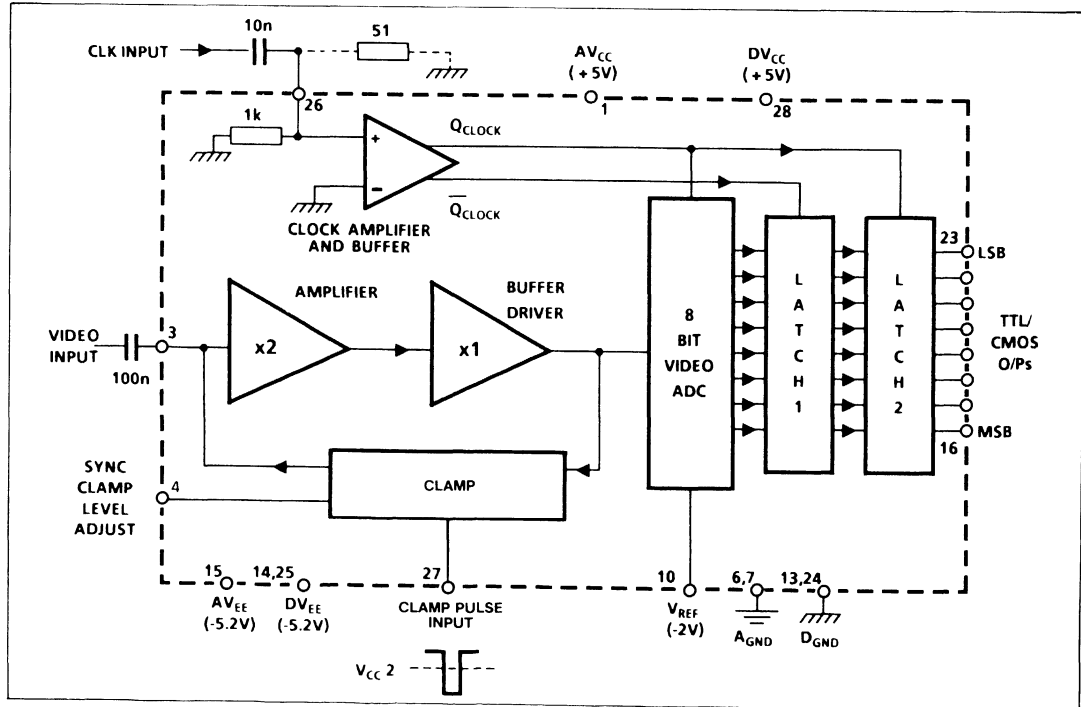 10n
51
CLK INPUT
AVCC
(+5V)
DVCC
(+5V)
26
1
28
1k
+
QCLOCK
−
Q̅CLOCK
CLOCK AMPLIFIER
AND BUFFER
23
LSB
AMPLIFIER
BUFFER
DRIVER
VIDEO
INPUT
3
100n
x2
x1
8
BIT
VIDEO
ADC
LATCH1
LATCH2
TTL/
CMOS
O/Ps
MSB
16
SYNC
CLAMP
LEVEL
ADJUST
4
CLAMP
15
AVEE
(-5.2V)
14,25
DVEE
(-5.2V)
27
CLAMP PULSE
INPUT
10
VREF
(-2V)
6,7
AGND
13,24
DGND
VCC 2